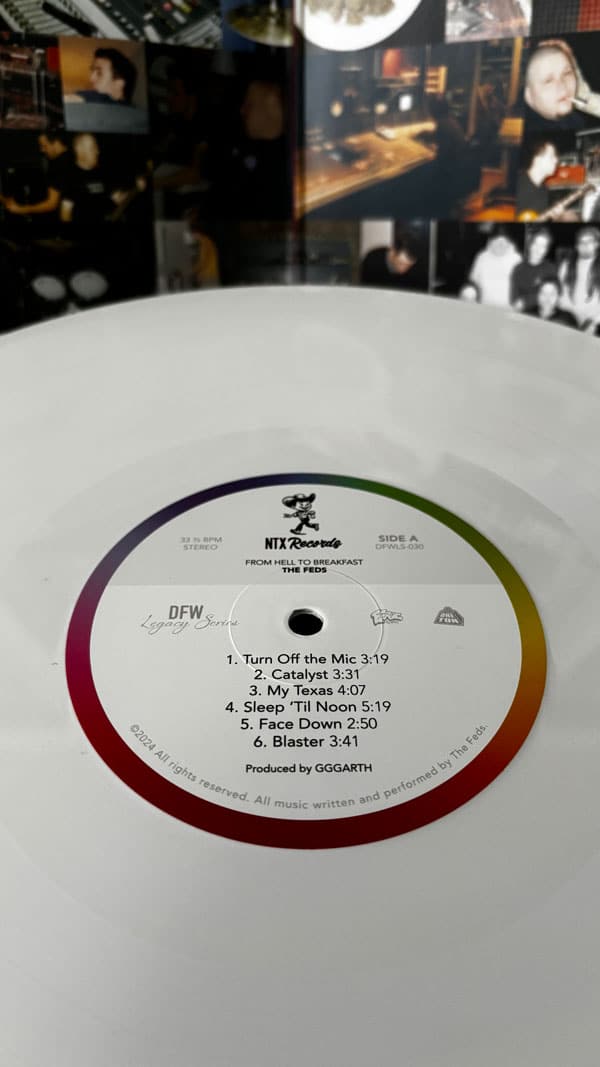 NTX Records
33 ⅓ RPM
STEREO
SIDE A
DFWLS-030
FROM HELL TO BREAKFAST
THE FEDS
DFW
Legacy Series
1. Turn Off the Mic 3:19
2. Catalyst 3:31
3. My Texas 4:07
4. Sleep ‘Til Noon 5:19
5. Face Down 2:50
6. Blaster 3:41
Produced by GGGARTH
©2024 All rights reserved. All music written and performed by The Feds.